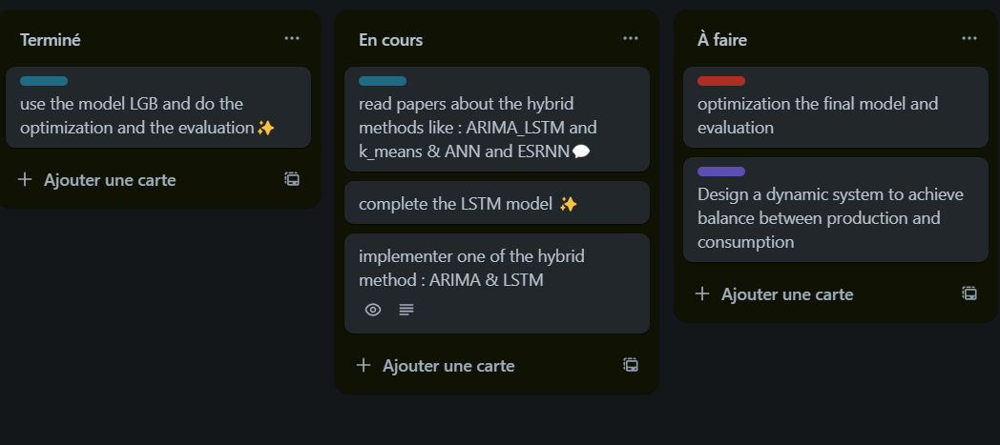 Terminé
use the model LGB and do the
optimization and the evaluation✨
Ajouter une carte
En cours
read papers about the hybrid
methods like : ARIMA_LSTM and
k_means & ANN and ESRNN💬
complete the LSTM model ✨
implementer one of the hybrid
method : ARIMA & LSTM
Ajouter une carte
À faire
optimization the final model and
evaluation
Design a dynamic system to achieve
balance between production and
consumption
Ajouter une carte